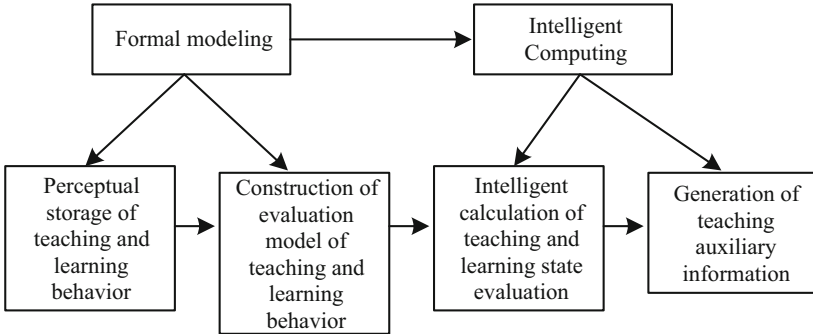 Formal modeling
Intelligent
Computing
Perceptual
storage of
teaching and
learning
behavior
Construction of
evaluation
model of
teaching and
learning
behavior
Intelligent
calculation of
teaching and
learning state
evaluation
Generation of
teaching
auxiliary
information